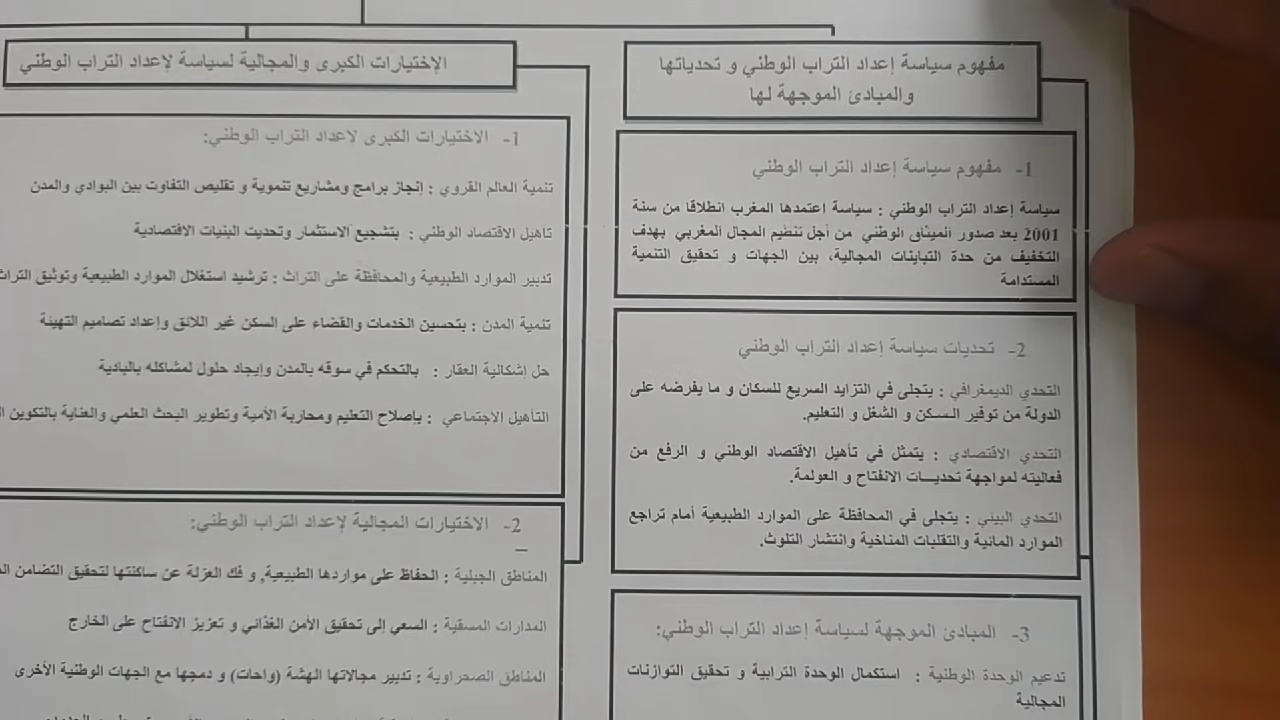 مفهوم سياسة إعداد التراب الوطني و تحدياتها
والمبادئ الموجهة لها
1- مفهوم سياسة إعداد التراب الوطني
سياسة إعداد التراب الوطني : سياسة اعتمدها المغرب انطلاقا من سنة
2001 بعد صدور الميثاق الوطني من أجل تنظيم المجال المغربي بهدف
التخفيف من حدة التباينات المجالية، بين الجهات و تحقيق التنمية
المستدامة
2- تحديات سياسة إعداد التراب الوطني
التحدي الديمغرافي : يتجلى في التزايد السريع للسكان و ما يفرضه على
الدولة من توفير السكن و الشغل و التعليم.
التحدي الاقتصادي : يتمثل في تأهيل الاقتصاد الوطني و الرفع من
فعاليته لمواجهة تحديات الانفتاح و العولمة.
التحدي البيئي : يتجلى في المحافظة على الموارد الطبيعية أمام تراجع
الموارد المائية والتقلبات المناخية وانتشار التلوث.
3- المبادئ الموجهة لسياسة إعداد التراب الوطني:
تدعيم الوحدة الوطنية : استكمال الوحدة الترابية و تحقيق التوازنات
المجالية
الإختيارات الكبرى والمجالية لسياسة لإعداد التراب الوطني
1- الاختيارات الكبرى لإعداد التراب الوطني:
تنمية العالم القروي : إنجاز برامج ومشاريع تنموية و تقليص التفاوت بين البوادي والمدن
تاهيل الاقتصاد الوطني : بتشجيع الاستثمار وتحديث البنيات الاقتصادية
تدبير الموارد الطبيعية والمحافظة على التراث : ترشيد استغلال الموارد الطبيعية وتوثيق
تنمية المدن : بتحسين الخدمات والقضاء على السكن غير اللائق وإعداد تصاميم التهيئة
حل إشكالية العقار : بالتحكم في سوقه بالمدن وإيجاد حلول لمشاكله بالبادية
التأهيل الاجتماعي : بإصلاح التعليم ومحاربة الأمية وتطوير البحث العلمي والعناية بالتكوين
2- الاختيارات المجالية لإعداد التراب الوطني:
المناطق الجبلية : الحفاظ على مواردها الطبيعية, و فك العزلة عن ساكنتها لتحقيق التضامن
المدارات المسقية : السعي إلى تحقيق الأمن الغذائي و تعزيز الانفتاح على الخارج
المناطق الصحراوية : تدبير مجالاتها الهشة (واحات) و دمجها مع الجهات الوطنية الأخرى